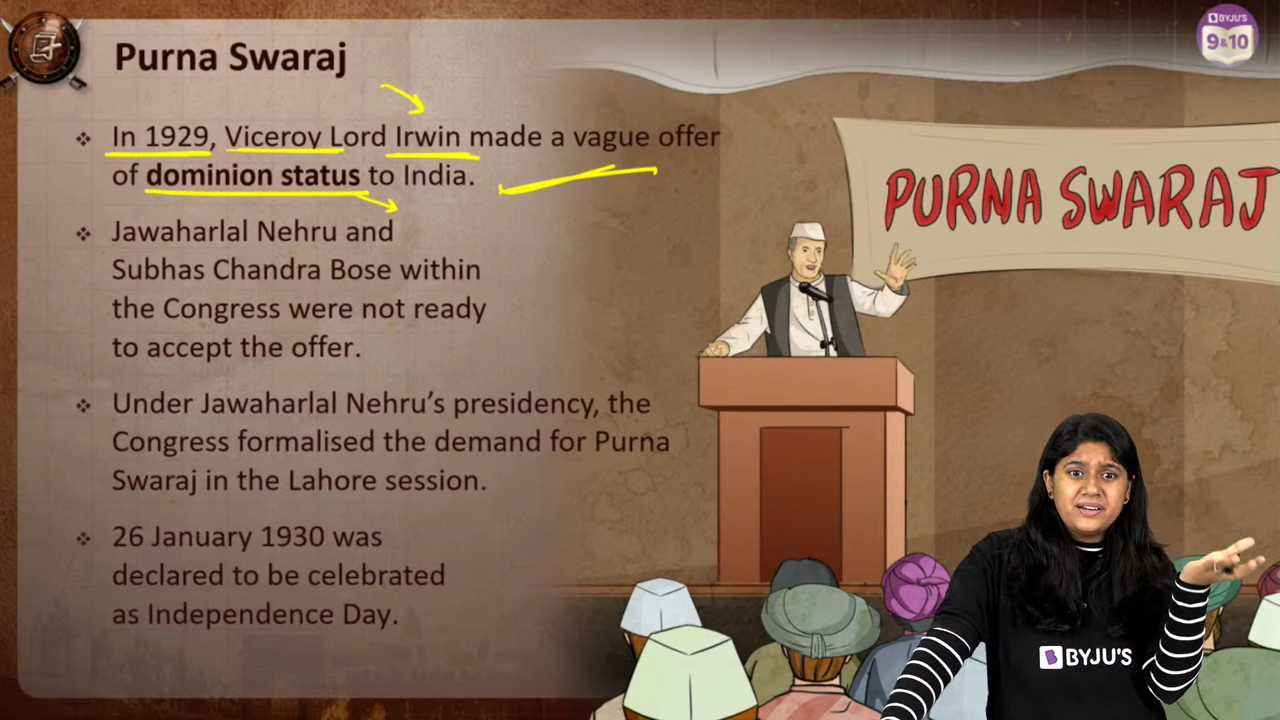 Purna Swaraj
BYJU'S
9&10
❖ In 1929, Viceroy Lord Irwin made a vague offer
of dominion status to India.
PURNA SWARAJ
❖ Jawaharlal Nehru and
Subhas Chandra Bose within
the Congress were not ready
to accept the offer.
❖ Under Jawaharlal Nehru’s presidency, the
Congress formalised the demand for Purna
Swaraj in the Lahore session.
❖ 26 January 1930 was
declared to be celebrated
as Independence Day.
BYJU'S